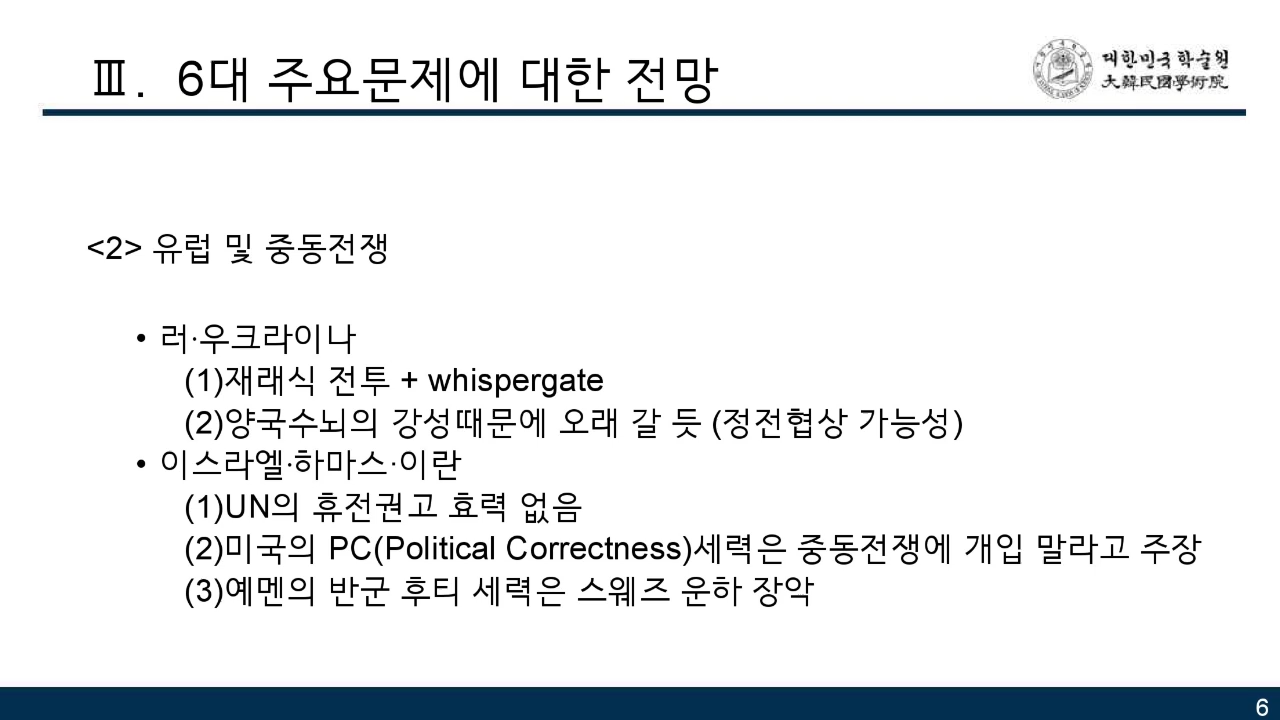 Ⅲ. 6대 주요문제에 대한 전망
대한민국학술원
大韓民國學術院
<2> 유럽 및 중동전쟁
• 러·우크라이나
(1)재래식 전투 + whispergate
(2)양국수뇌의 강성때문에 오래 갈 듯 (정전협상 가능성)
• 이스라엘·하마스·이란
(1)UN의 휴전권고 효력 없음
(2)미국의 PC(Political Correctness)세력은 중동전쟁에 개입 말라고 주장
(3)예멘의 반군 후티 세력은 스웨즈 운하 장악
6